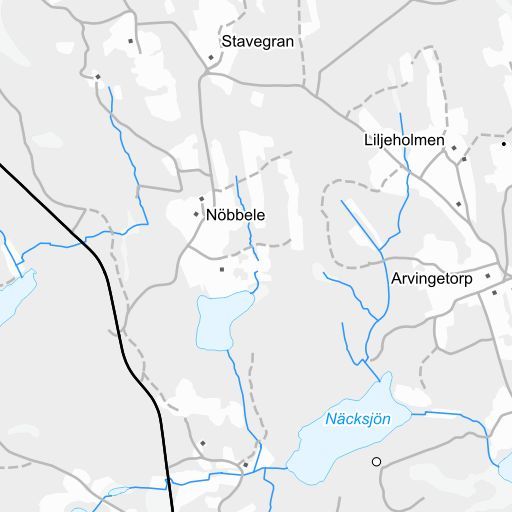 Stavegran
Liljeholmen
Nöbbele
Arvingetorp
Näcksjön